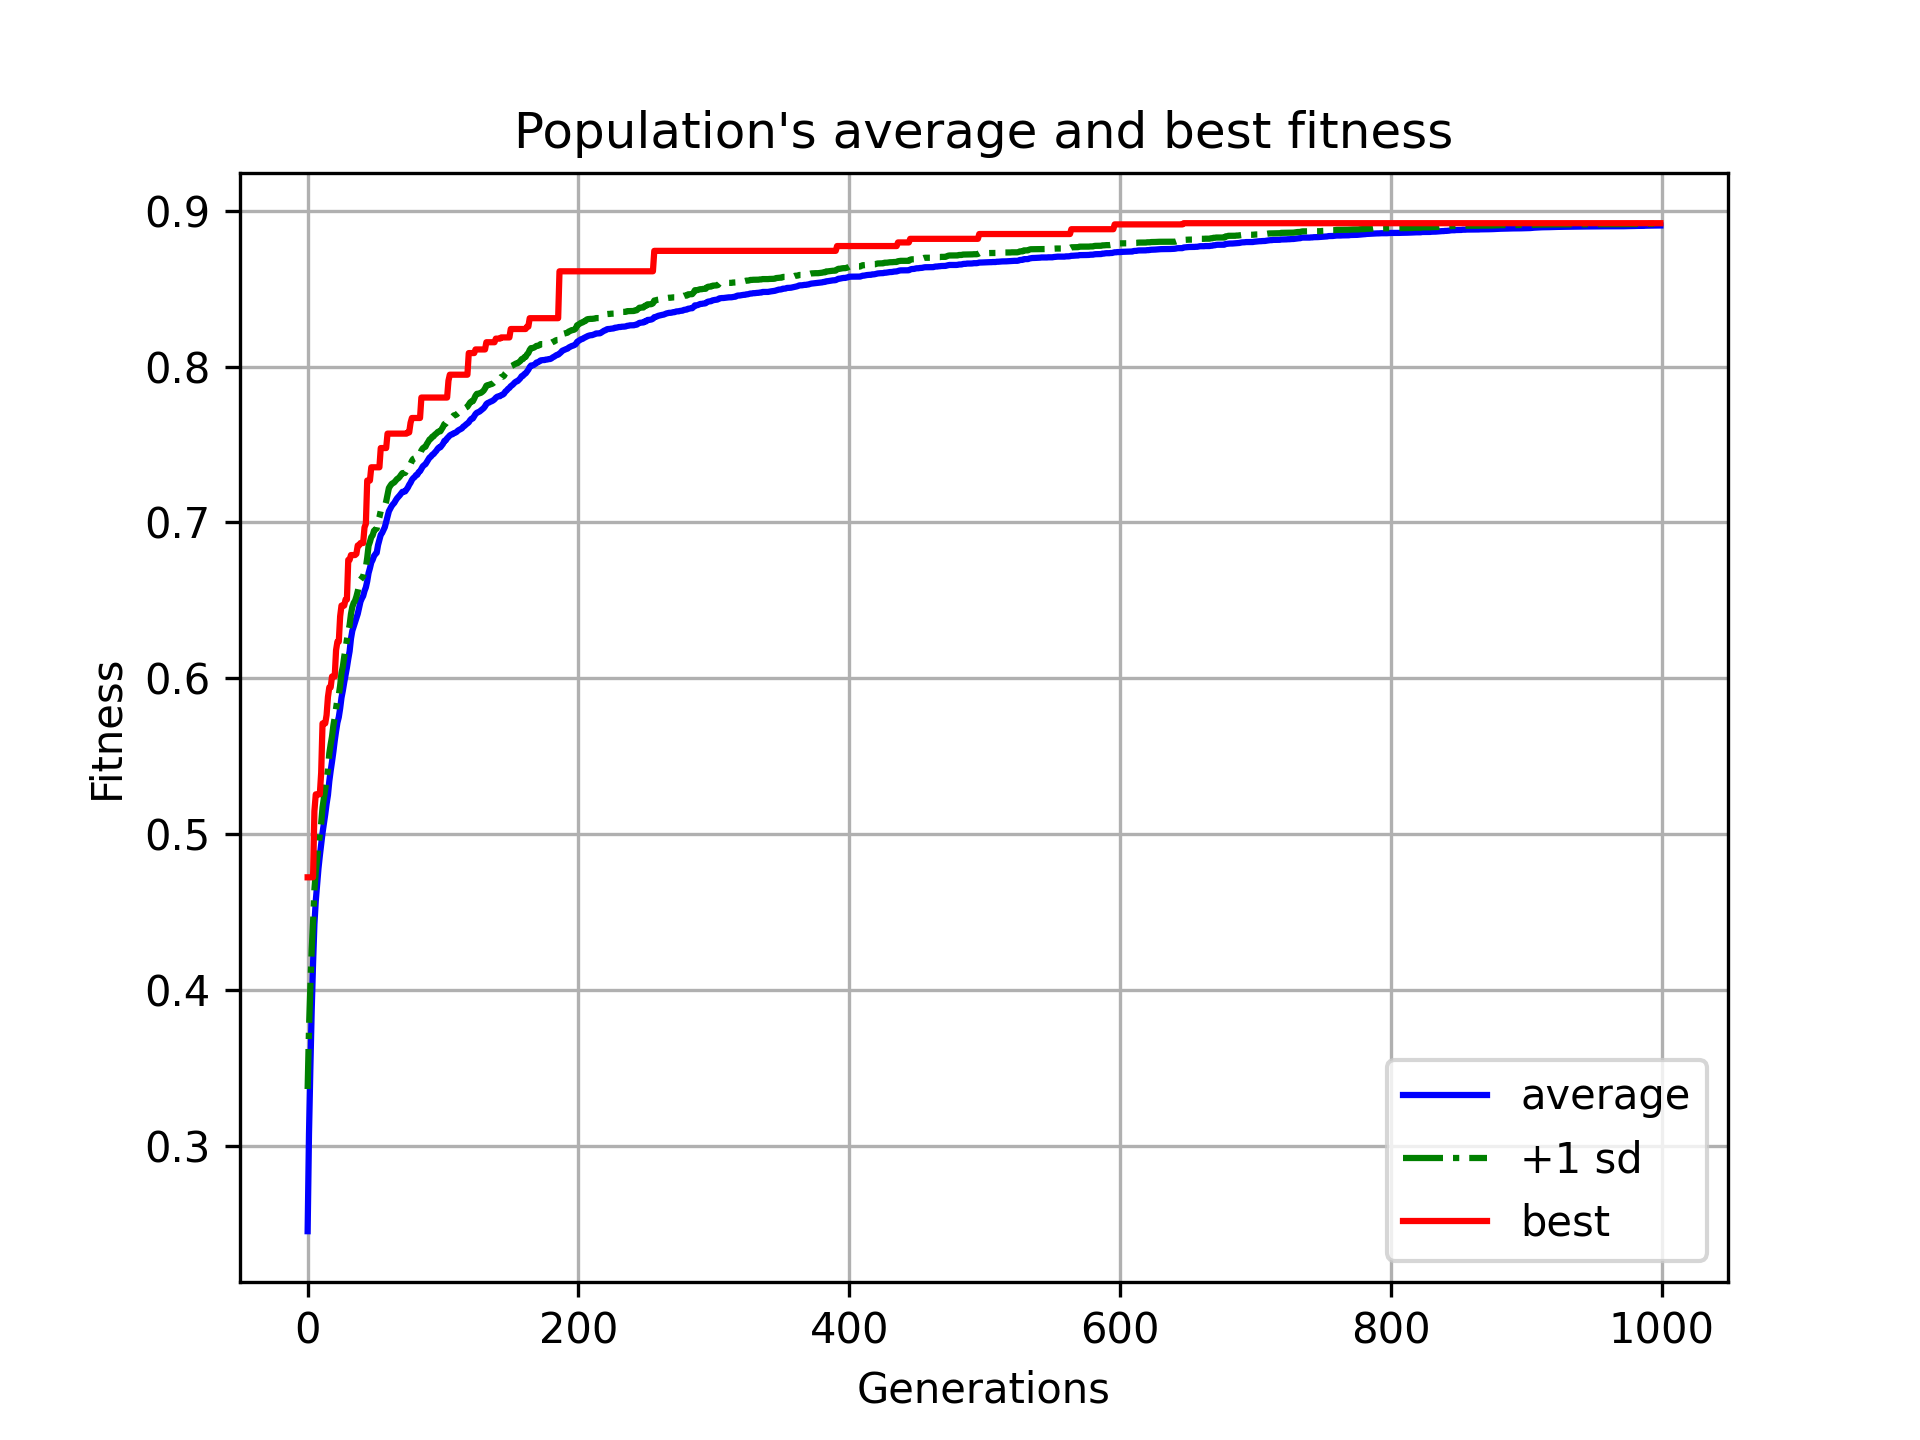 Population's average and best fitness
Fitness
0.9
0.8
0.7
0.6
0.5
0.4
0.3
average
+1 sd
best
0 200 400 600 800 1000
Generations